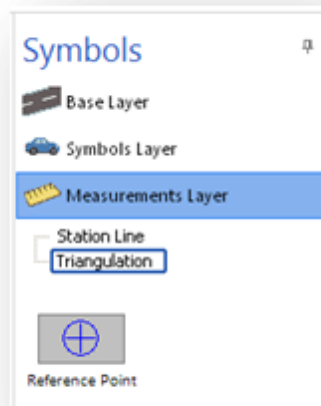 Symbols
Base Layer
Symbols Layer
Measurements Layer
Station Line
Triangulation
Reference Point